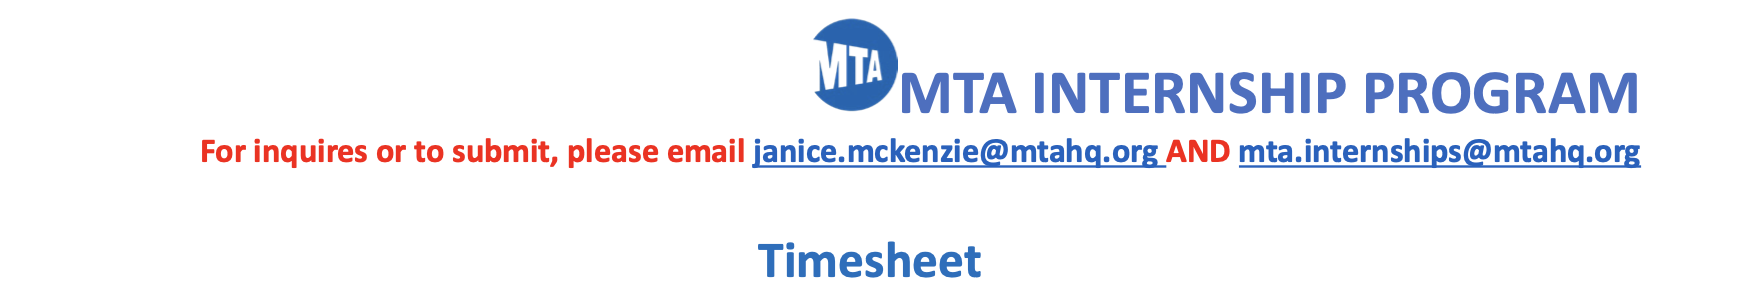 MTA MTA INTERNSHIP PROGRAM
For inquires or to submit, please email janice.mckenzie@mtahq.org AND mta.internships@mtahq.org
Timesheet